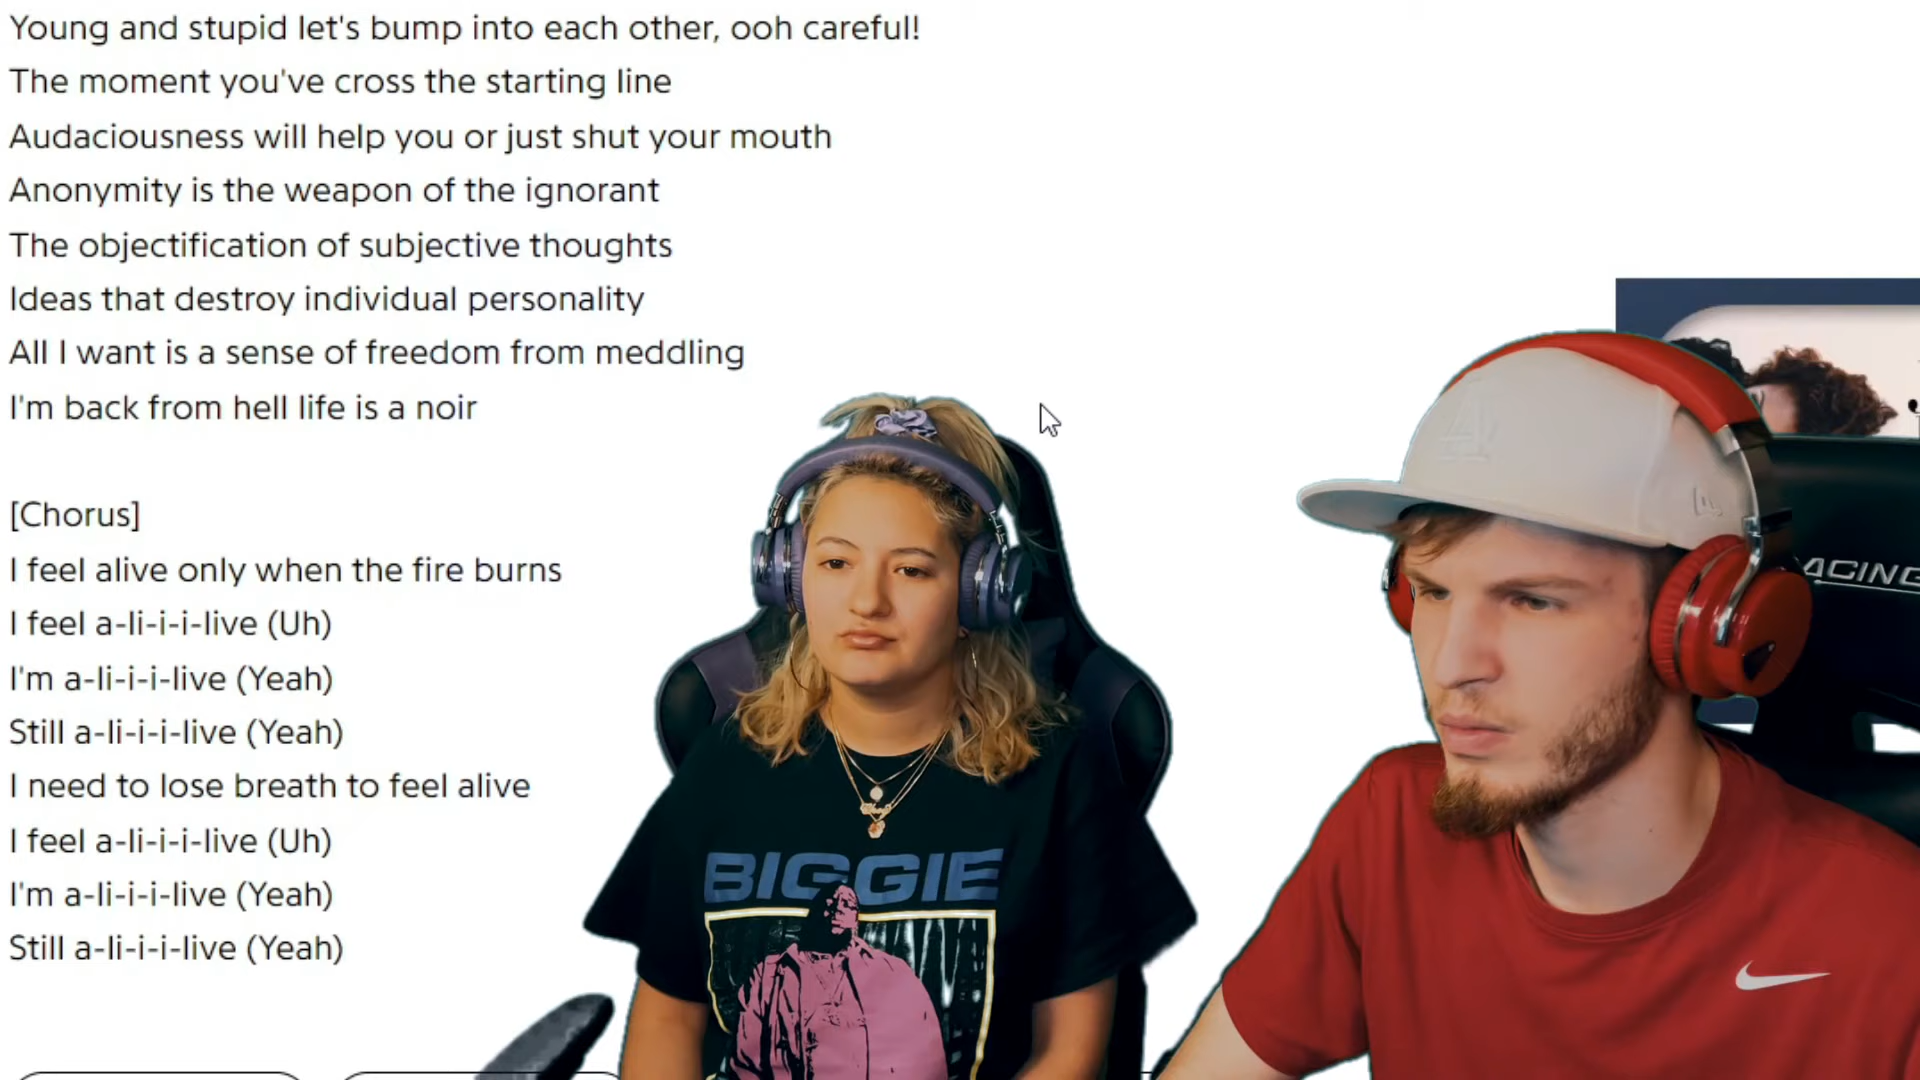 Young and stupid let's bump into each other, ooh careful!
The moment you've cross the starting line
Audaciousness will help you or just shut your mouth
Anonymity is the weapon of the ignorant
The objectification of subjective thoughts
Ideas that destroy individual personality
All I want is a sense of freedom from meddling
I'm back from hell life is a noir
[Chorus]
I feel alive only when the fire burns
I feel a-li-i-i-live (Uh)
I'm a-li-i-i-live (Yeah)
Still a-li-i-i-live (Yeah)
I need to lose breath to feel alive
I feel a-li-i-i-live (Uh)
I'm a-li-i-i-live (Yeah)
Still a-li-i-i-live (Yeah)
BIGGIE
ACING